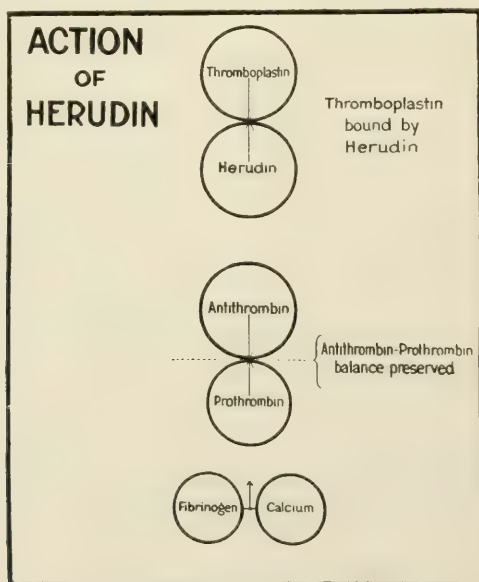 ACTION
OF
HERUDIN
Thromboplastin
Herudin
Thromboplastin
bound by
Herudin
Antithrombin
Prothrombin
Antithrombin-Prothrombin
balance preserved
Fibrinogen
Calcium